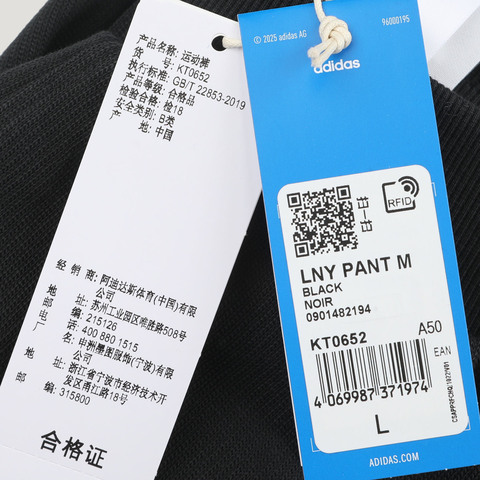 产品名称: 运动裤
货 号: KT0652
执行标准: GB/T 22853-2019
产品等级: 合格品
检验合格: 检18
安全类别: B类
产 地: 中国
经 销 商: 阿迪达斯体育(中国)有限
公司
地 址: 苏州工业园区唯胜路508号
邮 编: 215126
电 话: 400 880 1515
厂 名: 申洲
服饰(宁波)有限
公司
地 址: 浙江省宁波市经济技术开
发区甬江路18号
邮 编: 315800
合格证
© 2025 adidas AG
96000195
adidas
RFID
LNY PANT M
BLACK
NOIR
0901482194
KT0652
A50
EAN
4 069987 371974
L
ADIDAS.COM